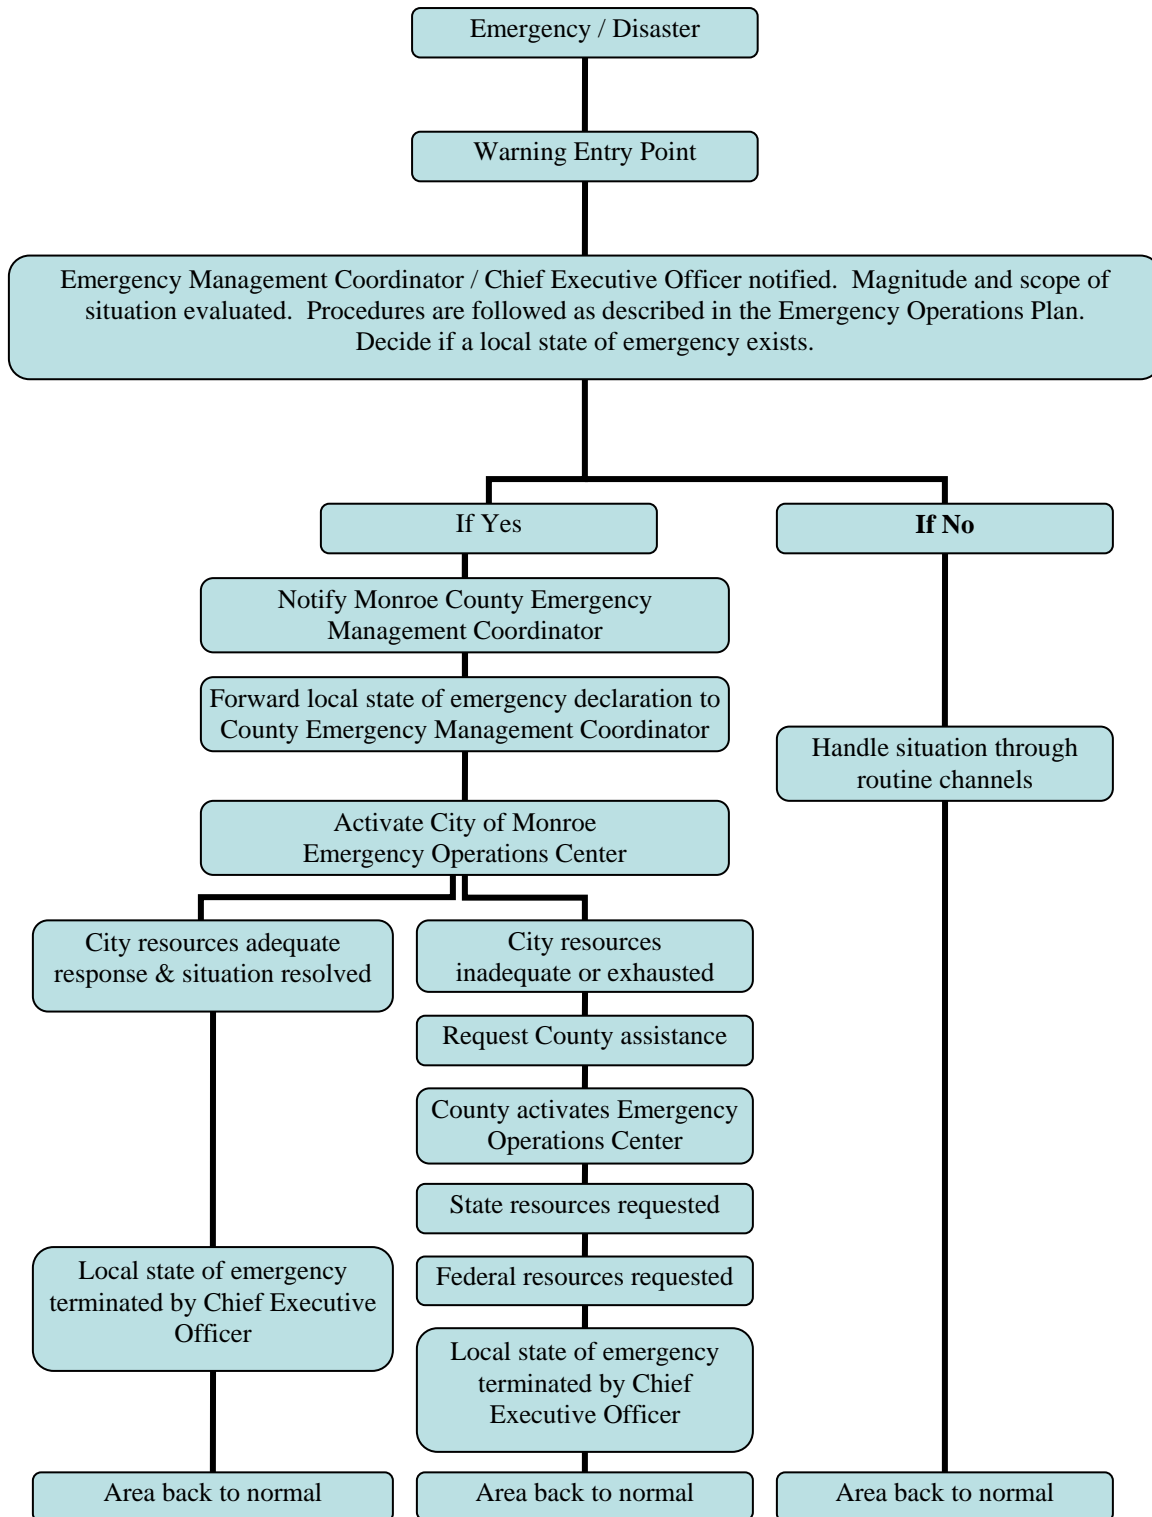 Emergency / Disaster
Warning Entry Point
Emergency Management Coordinator / Chief Executive Officer notified.  Magnitude and scope of
situation evaluated.  Procedures are followed as described in the Emergency Operations Plan.
Decide if a local state of emergency exists.
If Yes
If No
Notify Monroe County Emergency
Management Coordinator
Forward local state of emergency declaration to
County Emergency Management Coordinator
Handle situation through
routine channels
Activate City of Monroe
Emergency Operations Center
City resources adequate
response & situation resolved
City resources
inadequate or exhausted
Request County assistance
County activates Emergency
Operations Center
State resources requested
Federal resources requested
Local state of emergency
terminated by Chief Executive
Officer
Local state of emergency
terminated by Chief
Executive Officer
Area back to normal
Area back to normal
Area back to normal